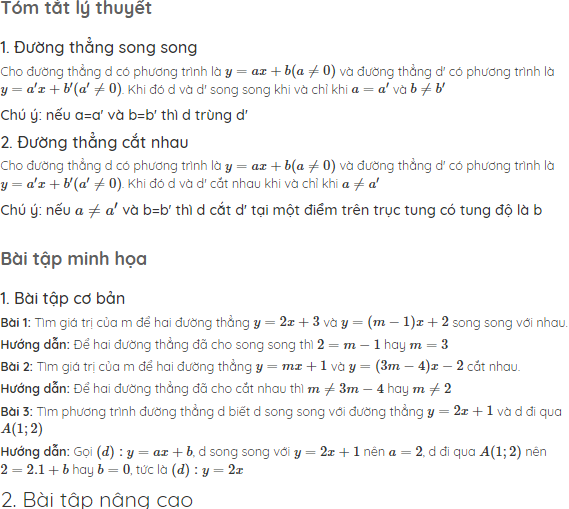 Tóm tắt lý thuyết
1. Đường thẳng song song
Cho đường thẳng d có phương trình là y = ax + b(a ≠ 0) và đường thẳng d' có phương trình là
y = a'x + b'(a' ≠ 0). Khi đó d và d' song song khi và chỉ khi a = a' và b ≠ b'
Chú ý: nếu a=a' và b=b' thì d trùng d'
2. Đường thẳng cắt nhau
Cho đường thẳng d có phương trình là y = ax + b(a ≠ 0) và đường thẳng d' có phương trình là
y = a'x + b'(a' ≠ 0). Khi đó d và d' cắt nhau khi và chỉ khi a ≠ a'
Chú ý: nếu a ≠ a' và b=b' thì d cắt d' tại một điểm trên trục tung có tung độ là b
Bài tập minh họa
1. Bài tập cơ bản
Bài 1: Tìm giá trị của m để hai đường thẳng y = 2x + 3 và y = (m − 1)x + 2 song song với nhau.
Hướng dẫn: Để hai đường thẳng đã cho song song thì 2 = m − 1 hay m = 3
Bài 2: Tìm giá trị của m để hai đường thẳng y = mx + 1 và y = (3m − 4)x − 2 cắt nhau.
Hướng dẫn: Để hai đường thẳng đã cho cắt nhau thì m ≠ 3m − 4 hay m ≠ 2
Bài 3: Tìm phương trình đường thẳng d biết d song song với đường thẳng y = 2x + 1 và d đi qua
A(1; 2)
Hướng dẫn: Gọi (d) : y = ax + b, d song song với y = 2x + 1 nên a = 2, d đi qua A(1; 2) nên
2 = 2.1 + b hay b = 0, tức là (d) : y = 2x
2. Bài tập nâng cao